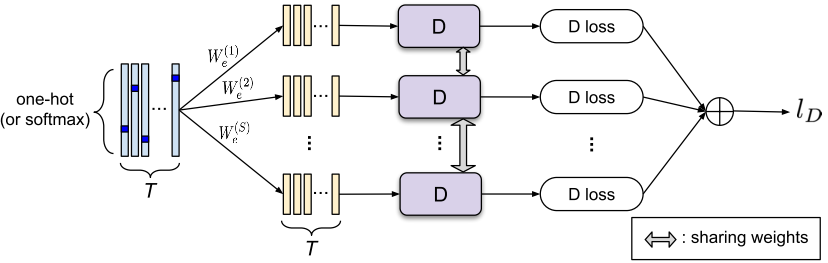 one-hot
(or softmax)
...
T
W_e^{(1)}
W_e^{(2)}
W_e^{(S)}
...
D
D loss
...
D
D loss
⋮
⋮
⋮
...
D
D loss
T
l_D
: sharing weights